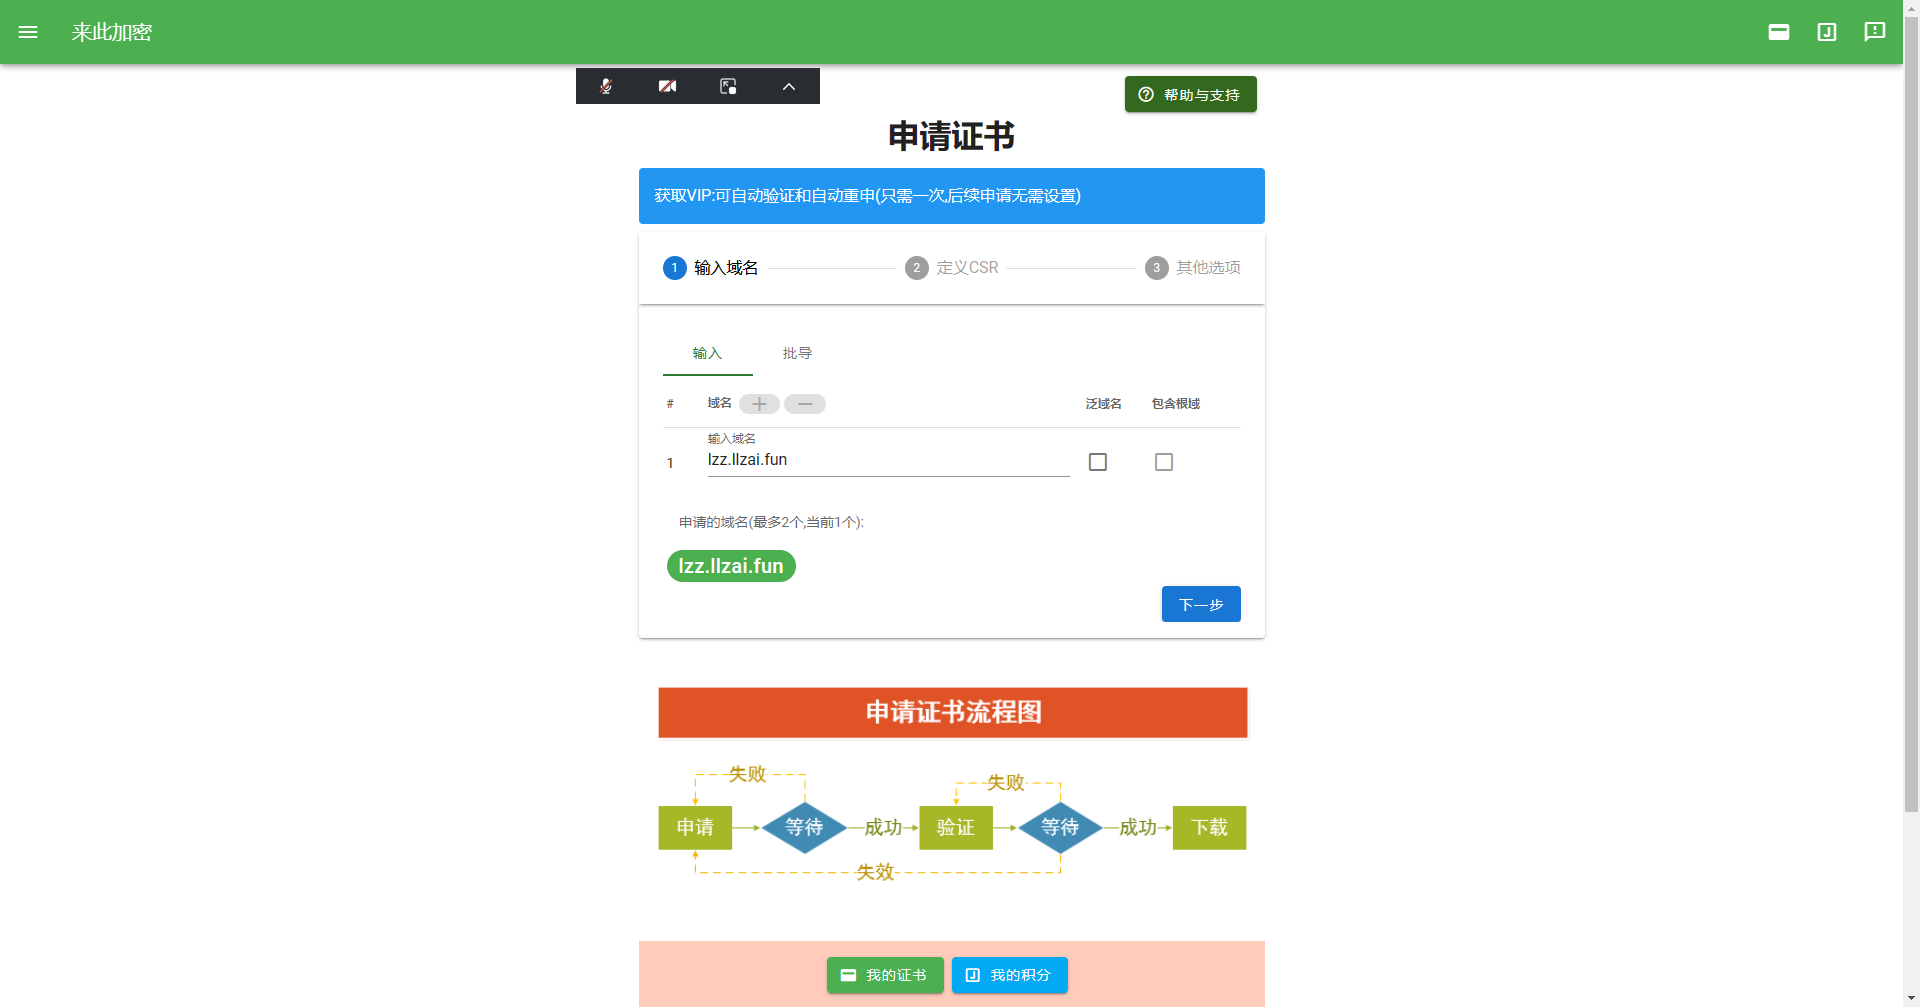 来此加密
帮助与支持
申请证书
获取VIP:可自动验证和自动重申(只需一次,后续申请无需设置)
1 输入域名 2 定义CSR 3 其他选项
输入 批导
# 域名 泛域名 包含根域
输入域名
1 lzz.llzai.fun
申请的域名(最多2个,当前1个):
lzz.llzai.fun
下一步
申请证书流程图
失败 失败
申请 等待 成功 验证 等待 成功 下载
失效
我的证书 我的积分